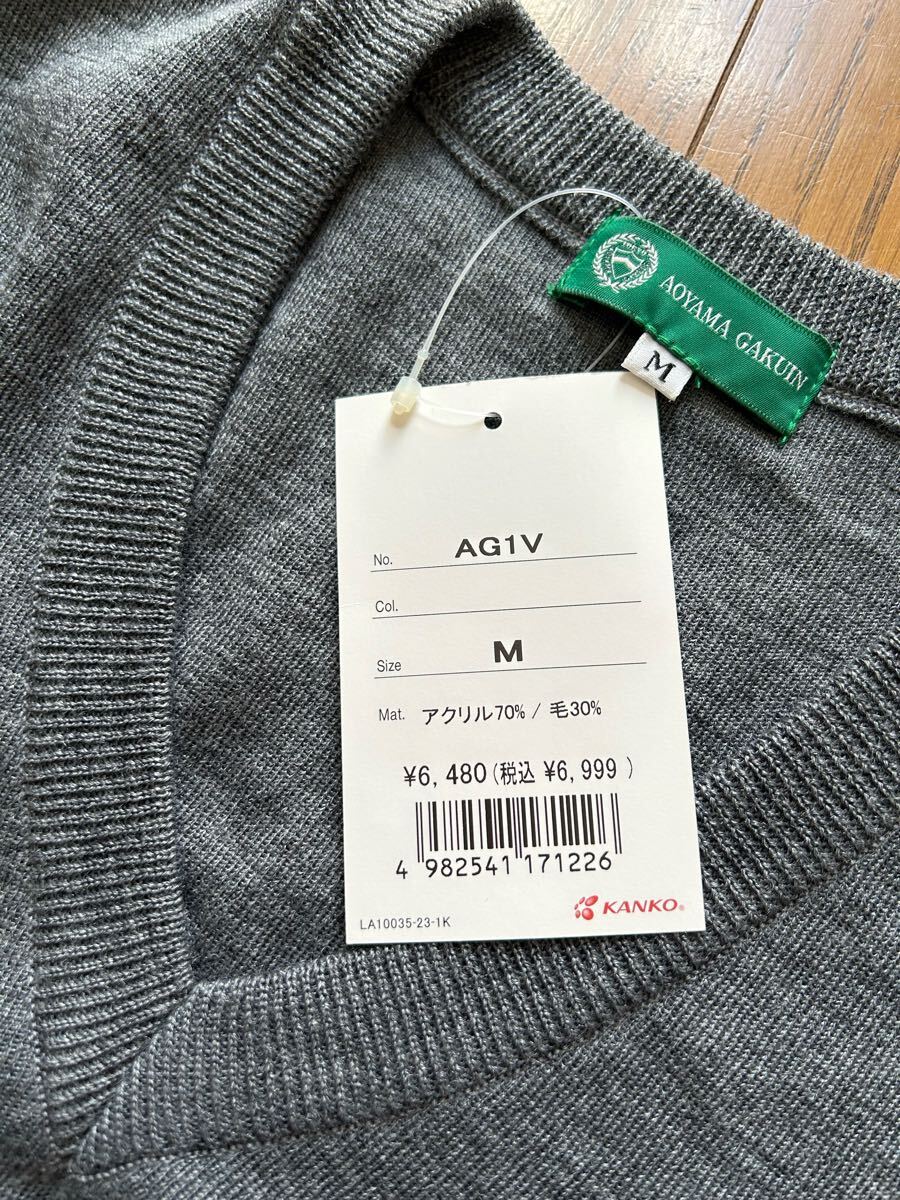 TOKYO
AOYAMA GAKUIN
M
No. AG1V
Col.
Size M
Mat. アクリル70% / 毛30%
¥6,480(税込 ¥6,999 )
4 982541 171226
LA10035-23-1K
KANKO®